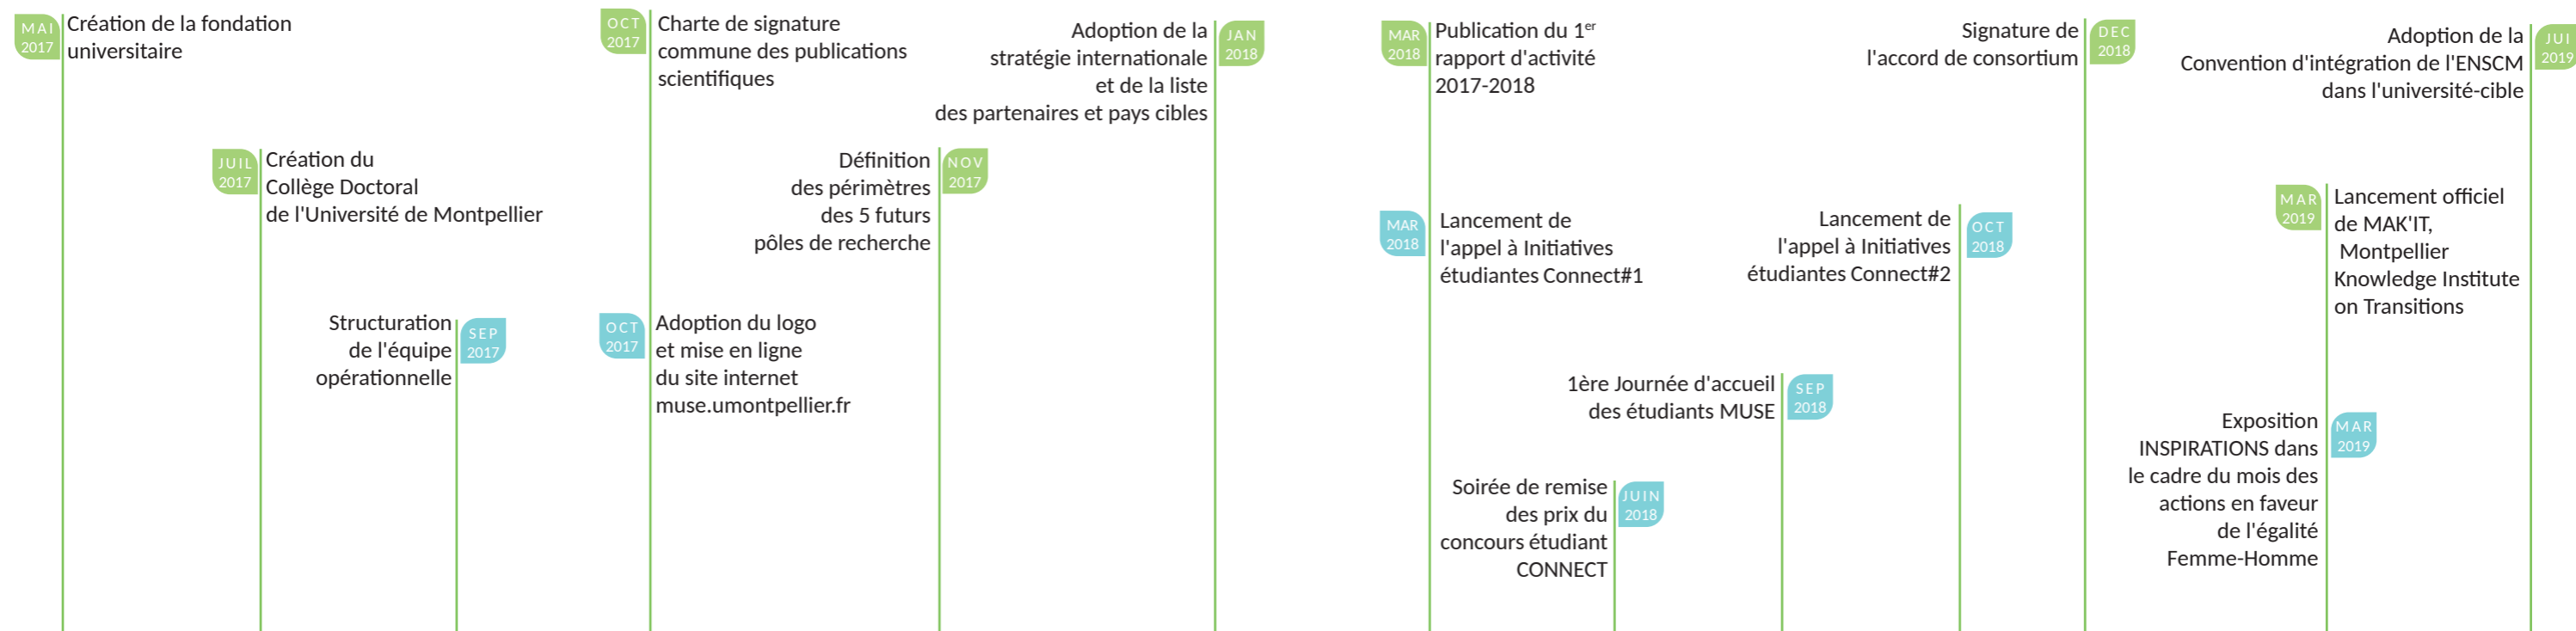 MAI
2017
Création de la fondation
universitaire
JUIL
2017
Création du
Collège Doctoral
de l'Université de Montpellier
Structuration
de l'équipe
opérationnelle
SEP
2017
OCT
2017
Charte de signature
commune des publications
scientifiques
OCT
2017
Adoption du logo
et mise en ligne
du site internet
muse.umontpellier.fr
Définition
des périmètres
des 5 futurs
pôles de recherche
NOV
2017
Adoption de la
stratégie internationale
et de la liste
des partenaires et pays cibles
JAN
2018
MAR
2018
Publication du 1er
rapport d'activité
2017-2018
MAR
2018
Lancement de
l'appel à Initiatives
étudiantes Connect#1
Soirée de remise
des prix du
concours étudiant
CONNECT
JUIN
2018
1ère Journée d'accueil
des étudiants MUSE
SEP
2018
Lancement de
l'appel à Initiatives
étudiantes Connect#2
OCT
2018
Signature de
l'accord de consortium
DEC
2018
MAR
2019
Lancement officiel
de MAK'IT,
Montpellier
Knowledge Institute
on Transitions
Exposition
INSPIRATIONS dans
le cadre du mois des
actions en faveur
de l'égalité
Femme-Homme
MAR
2019
Adoption de la
Convention d'intégration de l'ENSCM
dans l'université-cible
JUI
2019